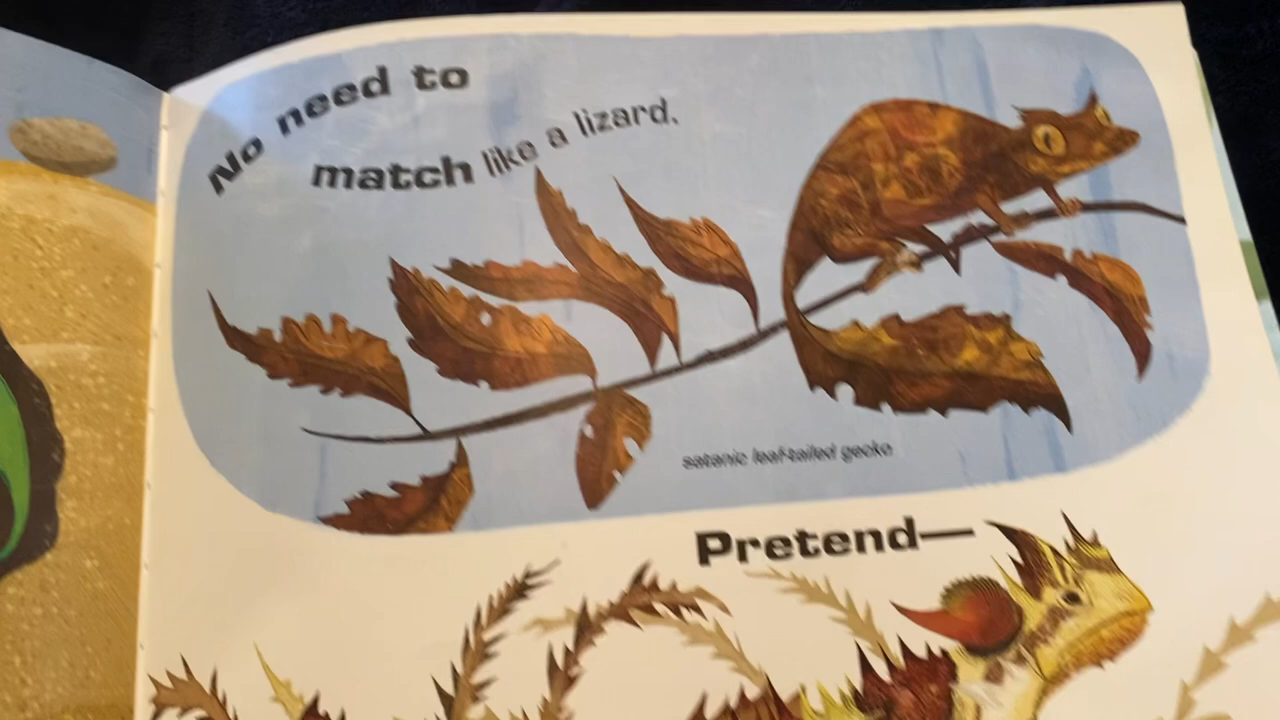 No need to
match like a lizard.
satanic leaf-tailed gecko
Pretend—